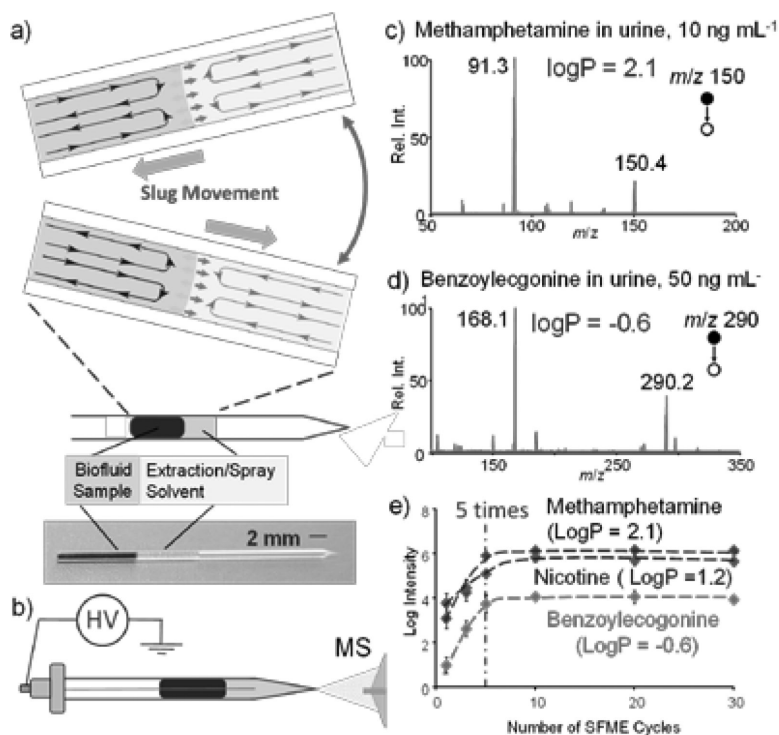 a)
Slug Movement
Biofluid Sample
Extraction/Spray Solvent
2 mm
b)
HV
MS
c) Methamphetamine in urine, 10 ng mL-1
logP = 2.1
m/z 150
91.3
150.4
Rel. Int.
100
50
0
50
100
150
200
m/z
d) Benzoylecgonine in urine, 50 ng mL-
1
logP = -0.6
m/z 290
168.1
290.2
Rel. Int.
100
50
0
150
250
350
m/z
e)
5 times
Methamphetamine
(LogP = 2.1)
Nicotine ( LogP =1.2)
Benzoylecogonine
(LogP = -0.6)
Log Intensity
8
6
4
2
0
0
10
20
30
Number of SFME Cycles